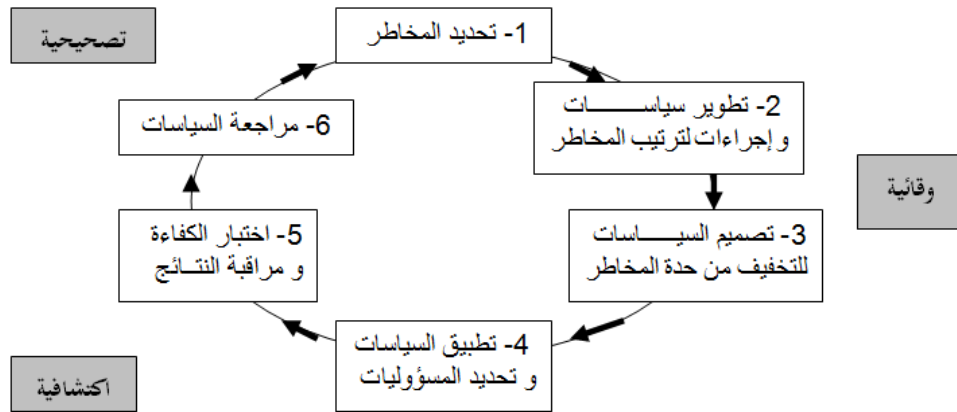 تصحيحية
1- تحديد المخاطر
2- تطوير سياســـــــات
و إجراءات لترتيب المخاطر
6- مراجعة السياسات
وقائية
3- تصميم السيـــــاسات
للتخفيف من حدة المخاطر
5- اختبار الكفاءة
و مراقبة النتــائج
4- تطبيق السياسات
و تحديد المسؤوليات
اكتشافية